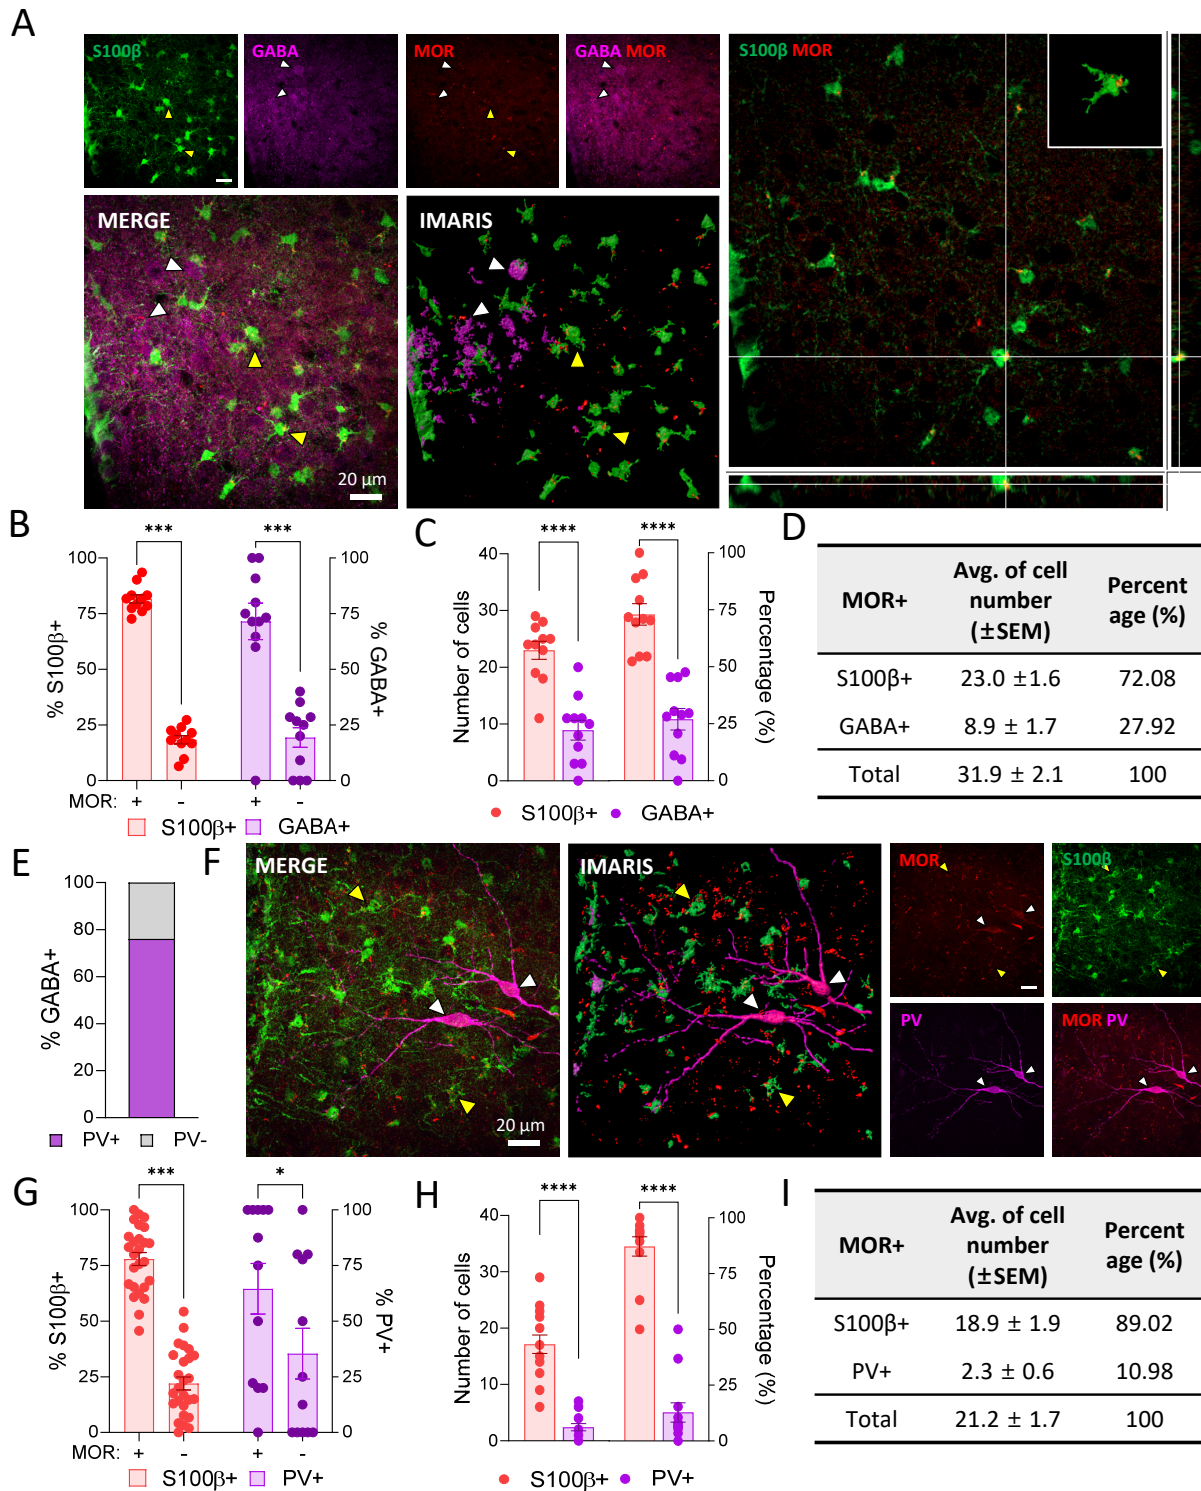 A
S100β
GABA
MOR
GABA MOR
S100β MOR
MERGE
IMARIS
20 µm
B
*** ***
% S100β+
100
75
50
25
0
100
75
50
25
0
% GABA+
MOR: + - + -
S100β+ GABA+
C
**** ****
Number of cells
40
30
20
10
0
100
75
50
25
0
Percentage (%)
S100β+ GABA+
D
MOR+
Avg. of cell
number
(±SEM)
Percent
age (%)
S100β+ 23.0 ±1.6 72.08
GABA+ 8.9 ± 1.7 27.92
Total 31.9 ± 2.1 100
E
% GABA+
100
80
60
40
20
0
PV+ PV-
F
MERGE
IMARIS
MOR
S100β
PV
MOR PV
20 µm
G
*** *
% S100β+
100
75
50
25
0
100
75
50
25
0
% PV+
MOR: + - + -
S100β+ PV+
H
**** ****
Number of cells
40
30
20
10
0
100
75
50
25
0
Percentage (%)
S100β+ PV+
I
MOR+
Avg. of cell
number
(±SEM)
Percent
age (%)
S100β+ 18.9 ± 1.9 89.02
PV+ 2.3 ± 0.6 10.98
Total 21.2 ± 1.7 100